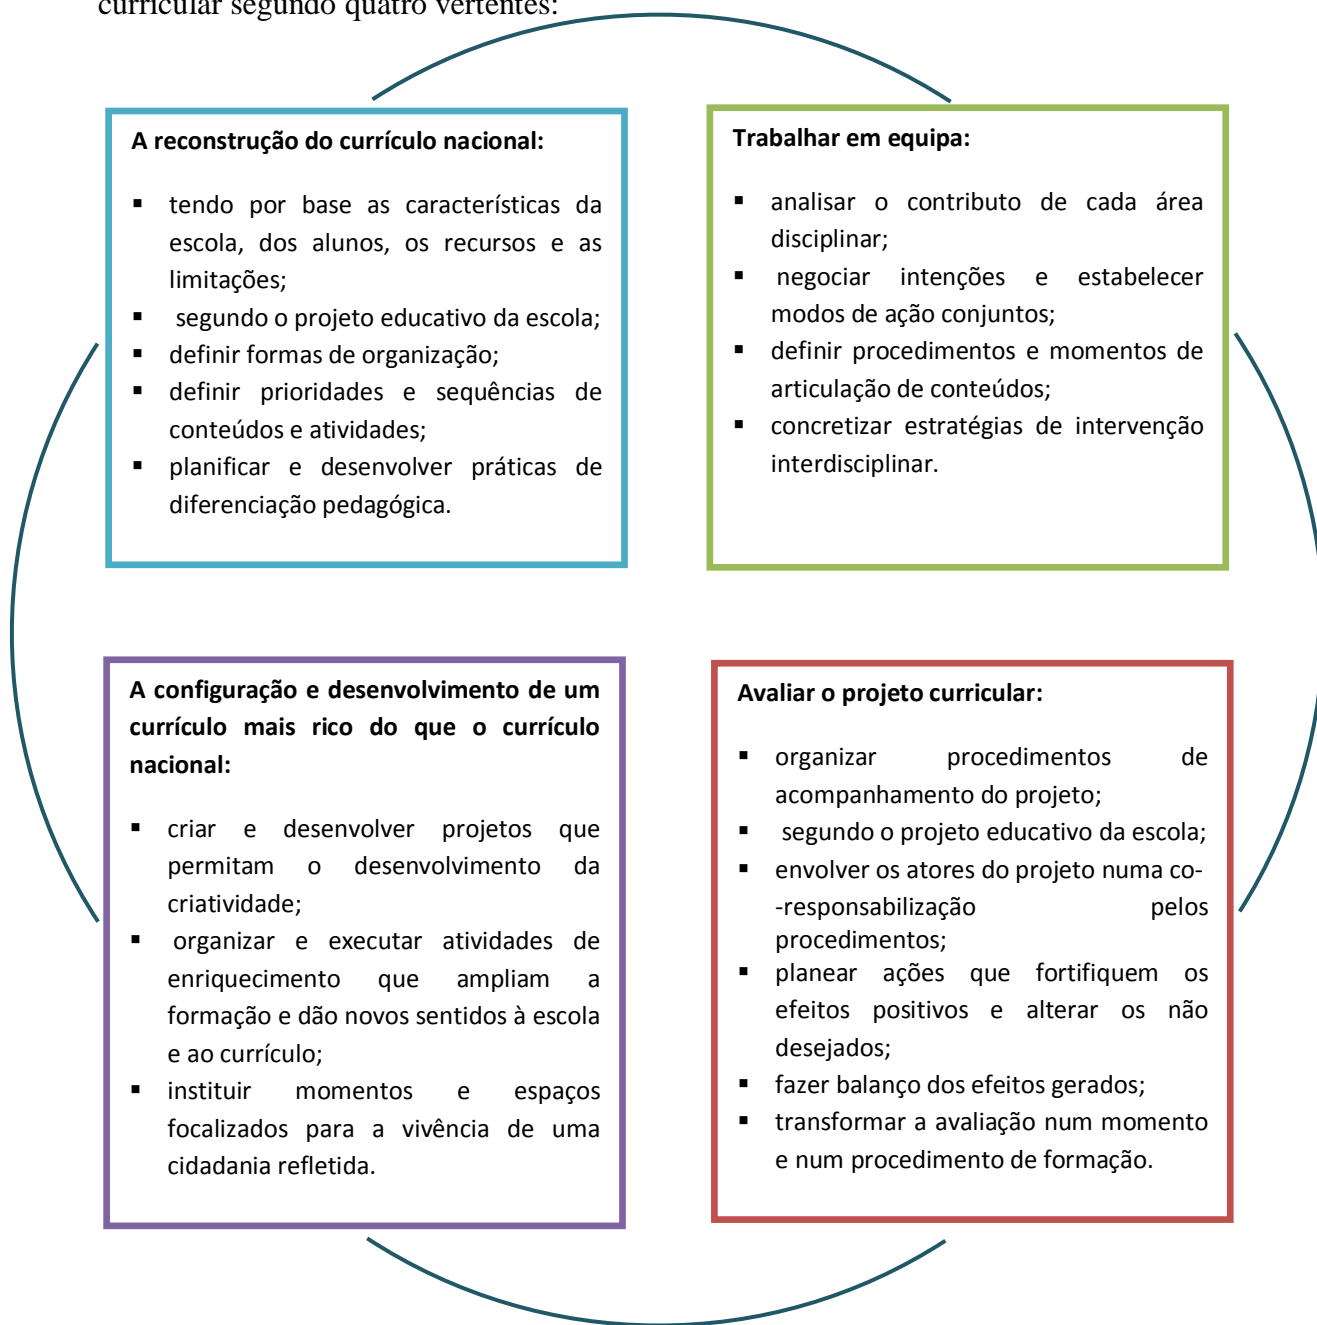 curricular segundo quatro vertentes:
A reconstrução do currículo nacional:
▪ tendo por base as características da
escola, dos alunos, os recursos e as
limitações;
▪ segundo o projeto educativo da escola;
▪ definir formas de organização;
▪ definir prioridades e sequências de
conteúdos e atividades;
▪ planificar e desenvolver práticas de
diferenciação pedagógica.
Trabalhar em equipa:
▪ analisar o contributo de cada área
disciplinar;
▪ negociar intenções e estabelecer
modos de ação conjuntos;
▪ definir procedimentos e momentos de
articulação de conteúdos;
▪ concretizar estratégias de intervenção
interdisciplinar.
A configuração e desenvolvimento de um
currículo mais rico do que o currículo
nacional:
▪ criar e desenvolver projetos que
permitam o desenvolvimento da
criatividade;
▪ organizar e executar atividades de
enriquecimento que ampliam a
formação e dão novos sentidos à escola
e ao currículo;
▪ instituir momentos e espaços
focalizados para a vivência de uma
cidadania refletida.
Avaliar o projeto curricular:
▪ organizar procedimentos de
acompanhamento do projeto;
▪ segundo o projeto educativo da escola;
▪ envolver os atores do projeto numa co-
-responsabilização pelos
procedimentos;
▪ planear ações que fortifiquem os
efeitos positivos e alterar os não
desejados;
▪ fazer balanço dos efeitos gerados;
▪ transformar a avaliação num momento
e num procedimento de formação.